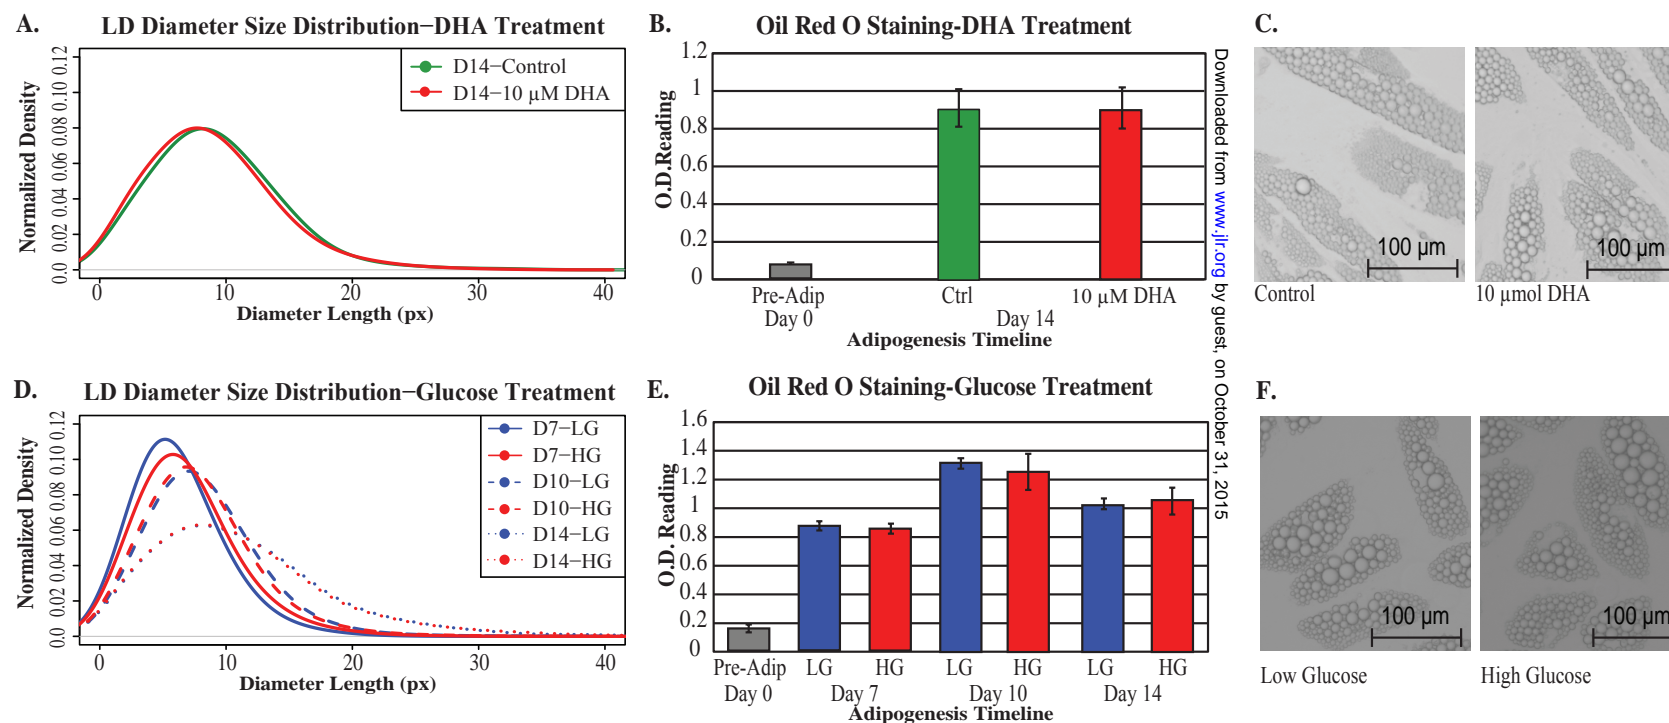 A.
LD Diameter Size Distribution−DHA Treatment
Normalized Density
0.0 0.02 0.04 0.06 0.08 0.10 0.12
D14−Control
D14−10 µM DHA
0 10 20 30 40
Diameter Length (px)
B.
Oil Red O Staining-DHA Treatment
O.D.Reading
1.2
1
0.8
0.6
0.4
0.2
0
Pre-Adip Ctrl 10 µM DHA
Day 0 Day 14
Adipogenesis Timeline
Downloaded from www.jlr.org by guest, on October 31, 2015
C.
100 µm 100 µm
Control 10 µmol DHA
D.
LD Diameter Size Distribution−Glucose Treatment
Normalized Density
0.0 0.02 0.04 0.06 0.08 0.10 0.12
D7−LG
D7−HG
D10−LG
D10−HG
D14−LG
D14−HG
0 10 20 30 40
Diameter Length (px)
E.
Oil Red O Staining-Glucose Treatment
O.D. Reading
1.6
1.4
1.2
1
0.8
0.6
0.4
0.2
0
Pre-Adip LG HG LG HG LG HG
Day 0 Day 7 Day 10 Day 14
Adipogenesis Timeline
F.
100 µm 100 µm
Low Glucose High Glucose